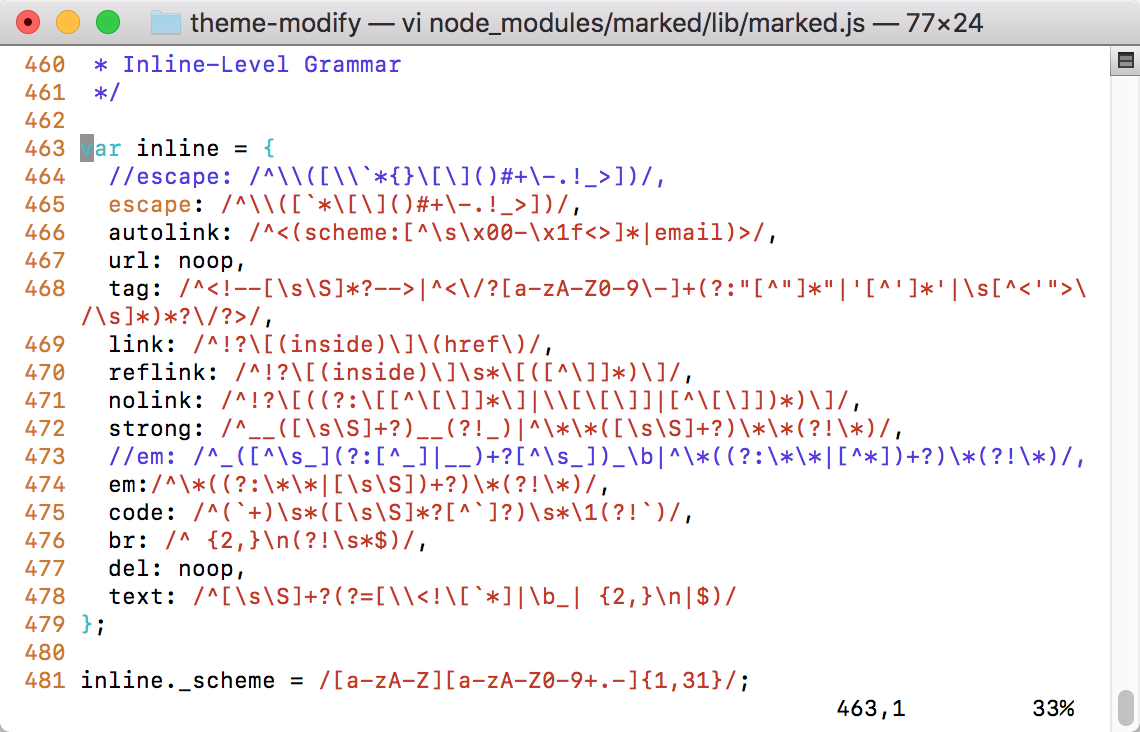 theme-modify — vi node_modules/marked/lib/marked.js — 77×24
460  * Inline-Level Grammar
461  */
462
463 var inline = {
464   //escape: /^\\([\\`*{}\[\]()#+\-.!_>])/,
465   escape: /^\\([`*\[\]()#+\-.!_>])/,
466   autolink: /^<(scheme:[^\s\x00-\x1f<>]*|email)>/,
467   url: noop,
468   tag: /^<!--[\s\S]*?-->|^<\/?[a-zA-Z0-9\-]+(?:"[^"]*"|'[^']*'|\s[^<'">\
/\s]*)*?\/?>/,
469   link: /^!?\[(inside)\]\(href\)/,
470   reflink: /^!?\[(inside)\]\s*\[([^\]]*)\]/,
471   nolink: /^!?\[((?:\[[^\[\]]*\]|\\[\[\]]|[^\[\]])*)\]/,
472   strong: /^__([\s\S]+?)__(?!_)|^\*\*([\s\S]+?)\*\*(?!\*)/,
473   //em: /^_([^\s_](?:[^_]|__)+?[^\s_])_\b|^\*((?:\*\*|[^*])+?)\*(?!\*)/,
474   em:/^\*((?:\*\*|[\s\S])+?)\*(?!\*)/,
475   code: /^(`+)\s*([\s\S]*?[^`]?)\s*\1(?!`)/,
476   br: /^ {2,}\n(?!\s*$)/,
477   del: noop,
478   text: /^[\s\S]+?(?=[\\<!\[`*]|\b_| {2,}\n|$)/
479 };
480
481 inline._scheme = /[a-zA-Z][a-zA-Z0-9+.-]{1,31}/;
463,1 33%